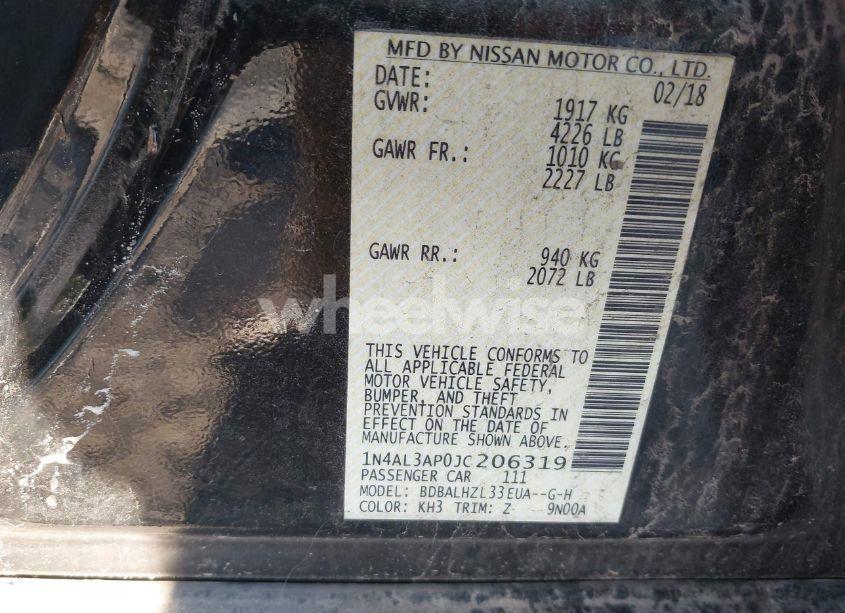 MFD BY NISSAN MOTOR CO., LTD.
DATE: 02/18
GVWR: 1917 KG
4226 LB
GAWR FR.: 1010 KG
2227 LB
GAWR RR.: 940 KG
2072 LB
wheelwise
THIS VEHICLE CONFORMS TO
ALL APPLICABLE FEDERAL
MOTOR VEHICLE SAFETY,
BUMPER, AND THEFT
PREVENTION STANDARDS IN
EFFECT ON THE DATE OF
MANUFACTURE SHOWN ABOVE.
1N4AL3AP0JC206319
PASSENGER CAR 111
MODEL: BDBALHZL33EUA--G-H
COLOR: KH3 TRIM: Z 9N00A